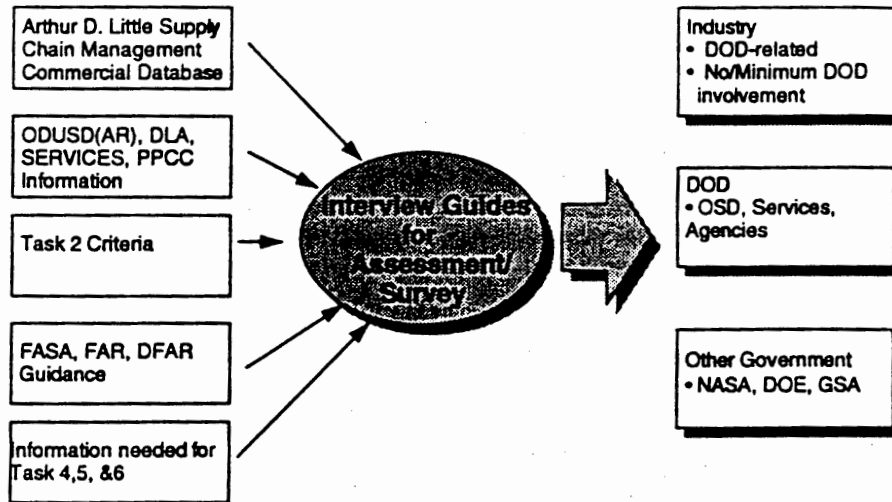 Arthur D. Little Supply
Chain Management
Commercial Database
ODUSD(AR), DLA,
SERVICES, PPCC
Information
Task 2 Criteria
FASA, FAR, DFAR
Guidance
Information needed for
Task 4,5, &6
Interview Guides
for
Assessment/
Survey
Industry
• DOD-related
• No/Minimum DOD
involvement
DOD
• OSD, Services,
Agencies
Other Government
• NASA, DOE, GSA